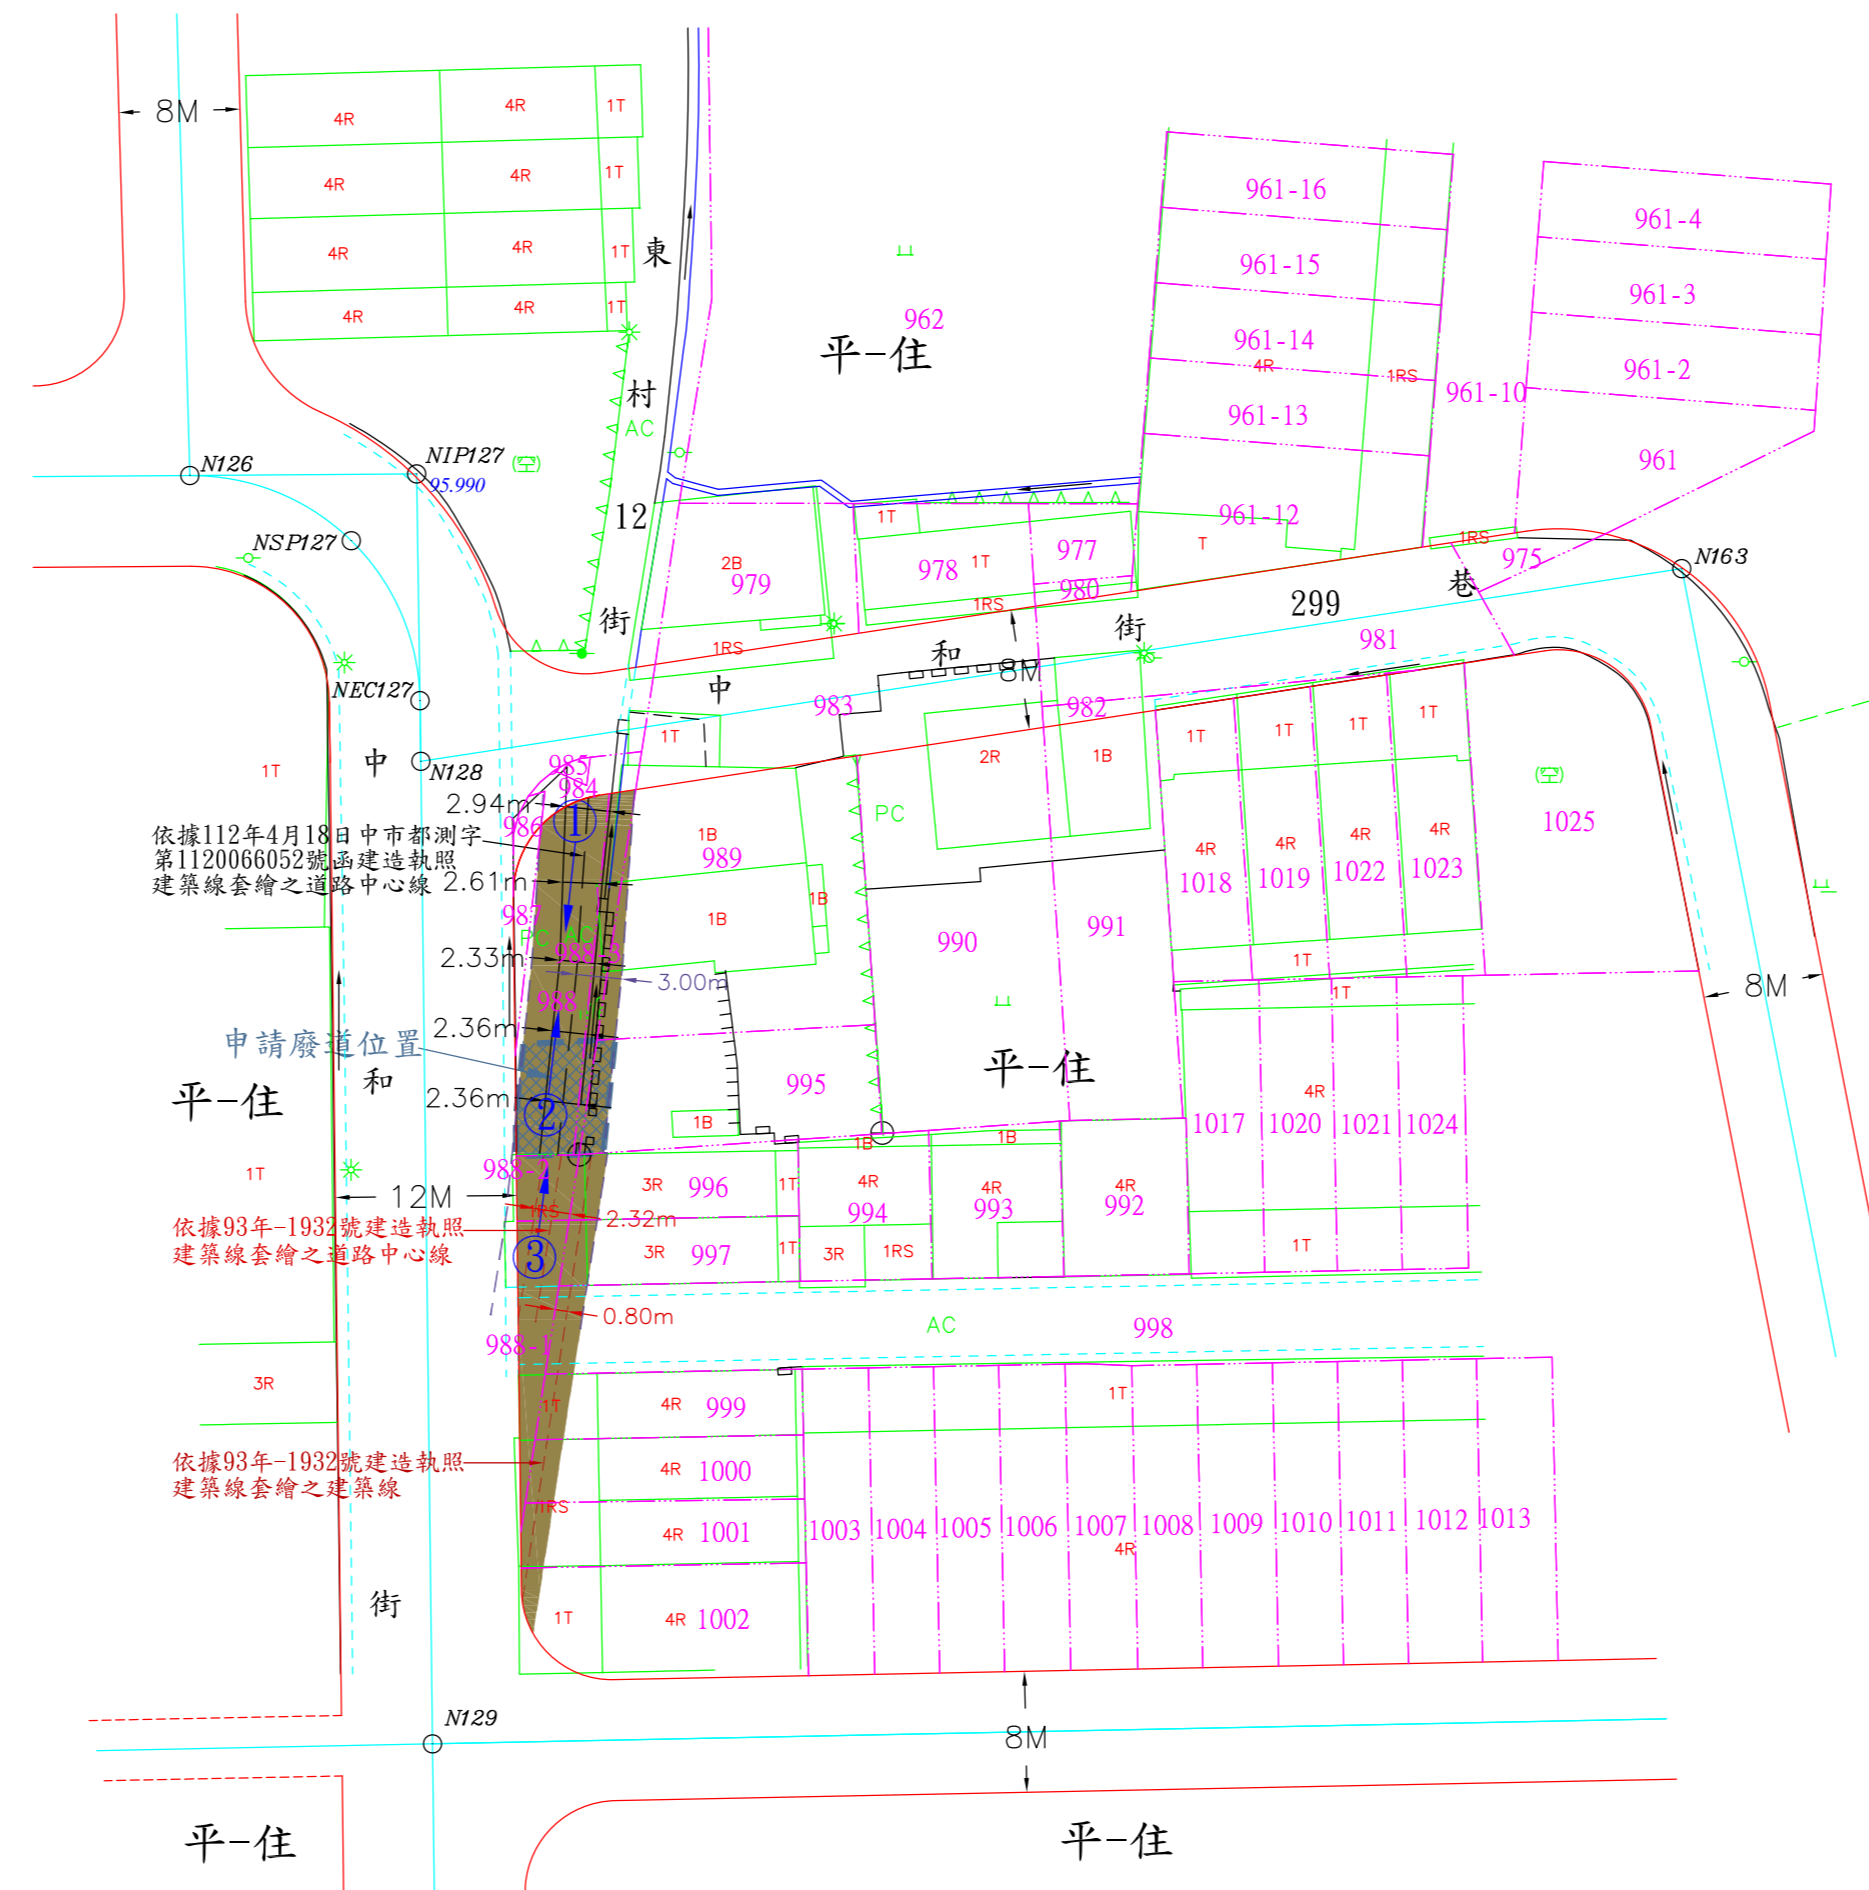 8M
4R
4R
1T
4R
4R
1T
4R
4R
1T
4R
4R
1T
東
村
12
街
AC
962
平-住
961-16
961-15
961-14
4R
1RS
961-13
961-12
961-10
961-4
961-3
961-2
961
N126
NIP127
95.990
NSP127
NEC127
N128
N163
2B
979
1RS
1T
978
1T
977
980
1RS
T
1RS
975
中
和
街
299
巷
8M
981
982
983
985
984
986
987
1T
2R
1B
PC
1T
1T
1T
1T
4R
4R
4R
4R
1018
1019
1022
1023
1025
1T
中
2.94m
①
依據112年4月18日中市都測字
第1120066052號函建造執照
建築線套繪之道路中心線
2.61m
1B
989
1B
1B
PC
AC
2.33m
988
3.00m
990
991
1T
1T
8M
申請廢道位置
2.36m
平-住
和
2.36m
②
995
平-住
1B
4R
1017
1020
1021
1024
1B
1B
1T
988-2
12M
1RS
2.32m
3R
996
1T
4R
994
4R
993
4R
992
依據93年-1932號建造執照
建築線套繪之道路中心線
③
3R
997
1T
3R
1RS
1T
0.80m
988-1
AC
998
3R
1T
4R
999
1T
依據93年-1932號建造執照
建築線套繪之建築線
4R
1000
1RS
4R
1001
1003
1004
1005
1006
1007
1008
1009
1010
1011
1012
1013
4R
街
1T
4R
1002
N129
8M
平-住
平-住